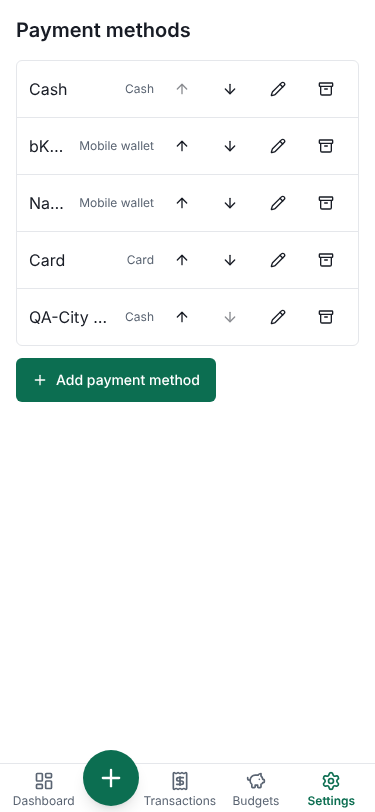 Payment methods
Cash Cash
bK... Mobile wallet
Na... Mobile wallet
Card Card
QA-City ... Cash
Add payment method
Dashboard Transactions Budgets Settings